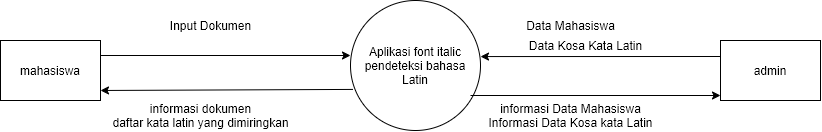 Input Dokumen
Data Mahasiswa
Data Kosa Kata Latin
mahasiswa
Aplikasi font italic
pendeteksi bahasa
Latin
admin
informasi dokumen
daftar kata latin yang dimiringkan
informasi Data Mahasiswa
Informasi Data Kosa kata Latin